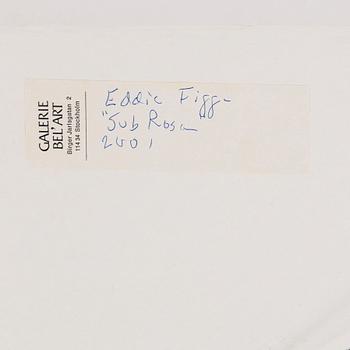 GALERIE
BEL'ART
Birger Jarlsgatan 2
114 34 Stockholm
Eddie Figge
"Sub Rosa"
2001